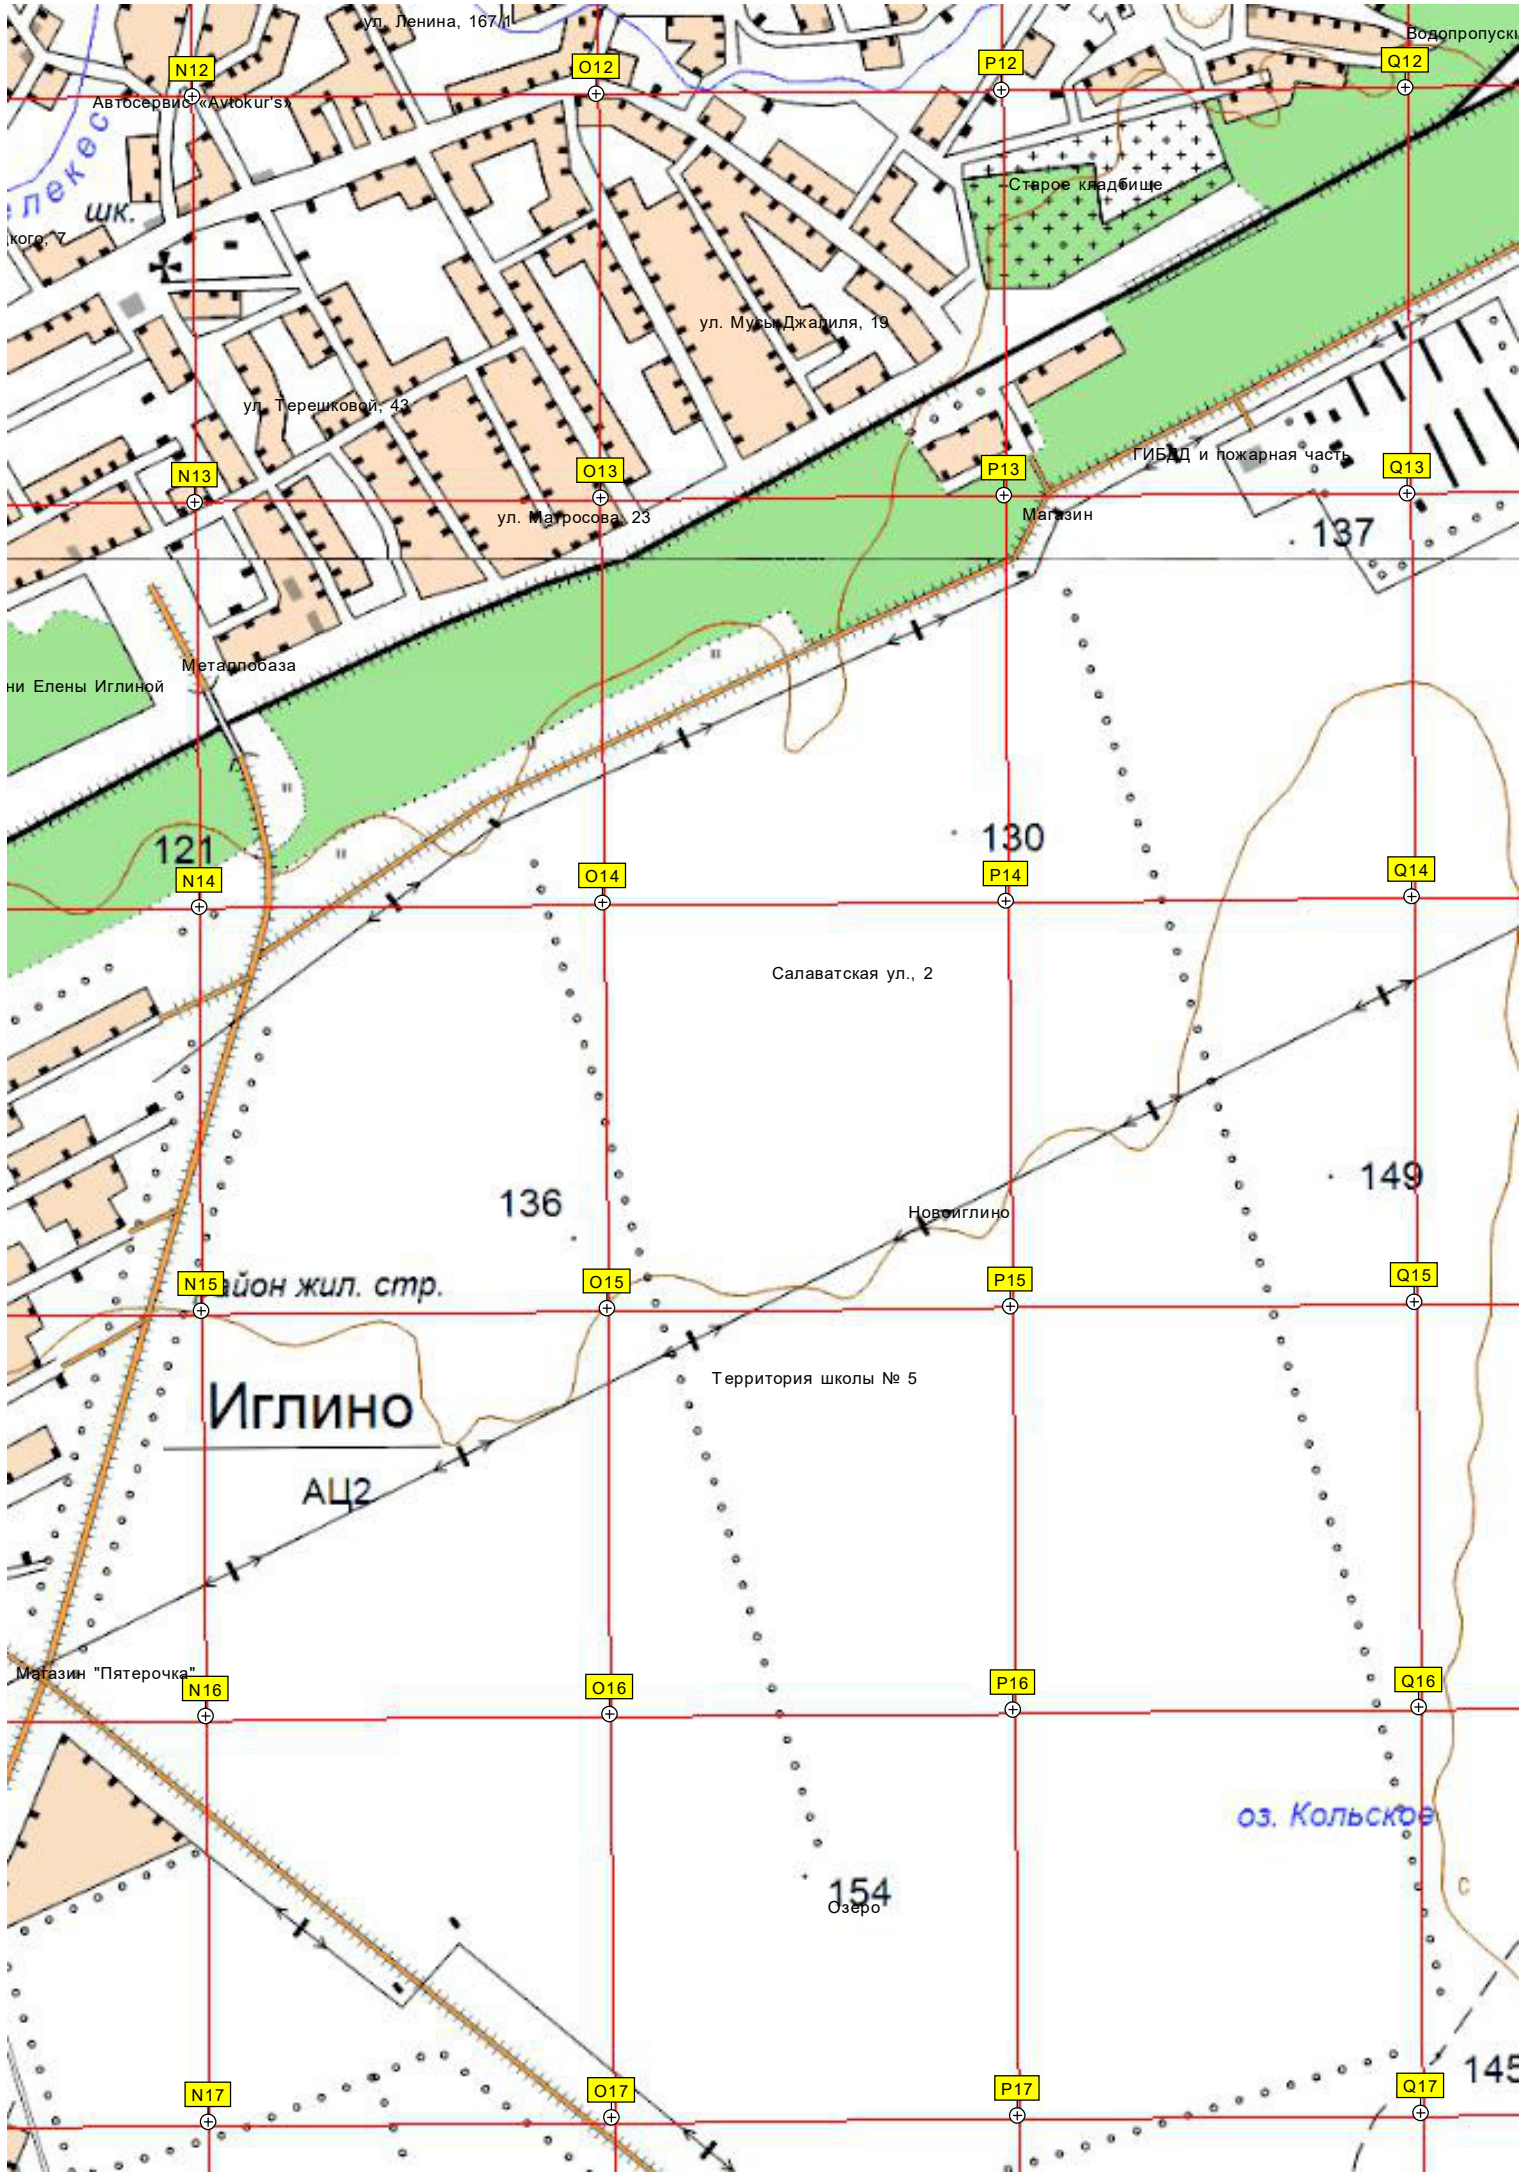 ул. Ленина, 167/1
Водопропускн
N12
O12
P12
Q12
Автосервис «Avtokur's»
лекес
шк.
Старое кладбище
кого, 7
ул. Мусы Джалиля, 19
ул. Терешковой, 43
ГИБДД и пожарная часть
N13
O13
P13
Q13
ул. Матросова, 23
Магазин
137
Металлобаза
ни Елены Иглиной
121
130
N14
O14
P14
Q14
Салаватская ул., 2
149
136
Новоиглино
N15
O15
P15
Q15
айон жил. стр.
Территория школы № 5
Иглино
АЦ2
Магазин "Пятерочка"
N16
O16
P16
Q16
оз. Кольское
154
Озеро
С
145
N17
O17
P17
Q17